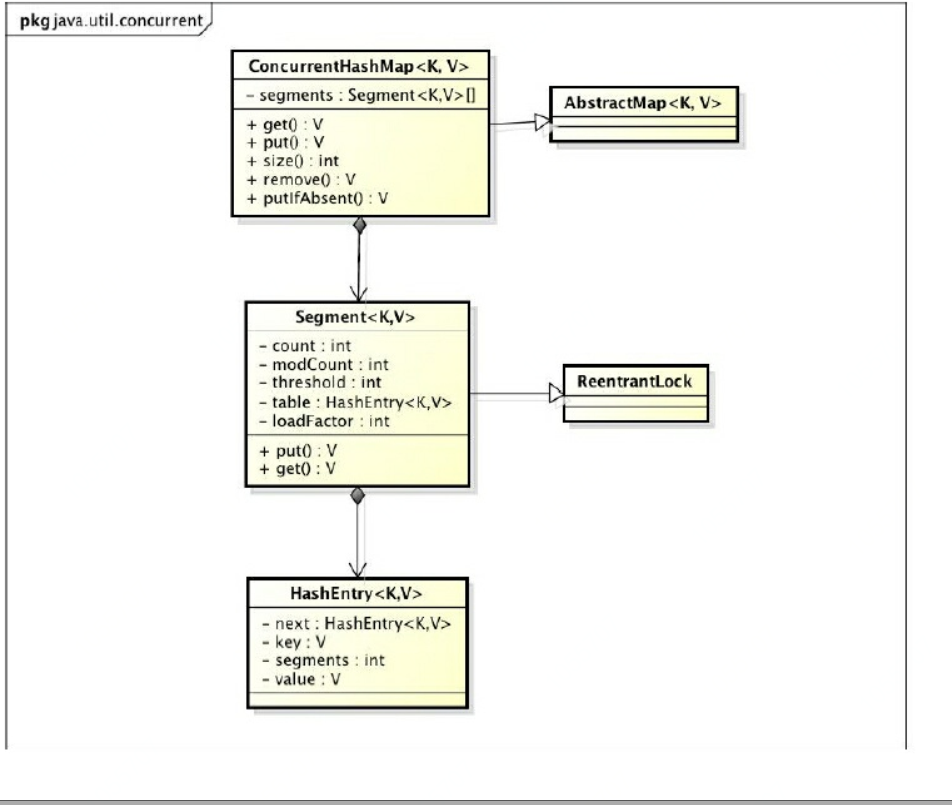 pkg java.util.concurrent
ConcurrentHashMap<K, V>
- segments : Segment<K,V>[]
+ get() : V
+ put() : V
+ size() : int
+ remove() : V
+ putIfAbsent() : V
AbstractMap<K, V>
Segment<K,V>
- count : int
- modCount : int
- threshold : int
- table : HashEntry<K,V>
- loadFactor : int
+ put() : V
+ get() : V
ReentrantLock
HashEntry<K,V>
- next : HashEntry<K,V>
- key : V
- segments : int
- value : V